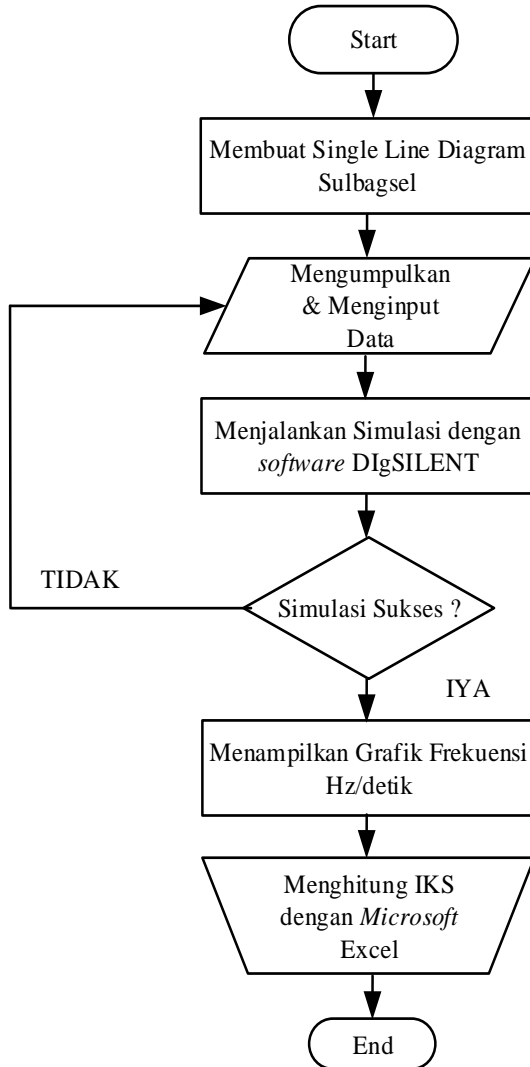 Start
Membuat Single Line Diagram
Sulbagsel
Mengumpulkan
& Menginput
Data
Menjalankan Simulasi dengan
software DIgSILENT
TIDAK
Simulasi Sukses ?
IYA
Menampilkan Grafik Frekuensi
Hz/detik
Menghitung IKS
dengan Microsoft
Excel
End